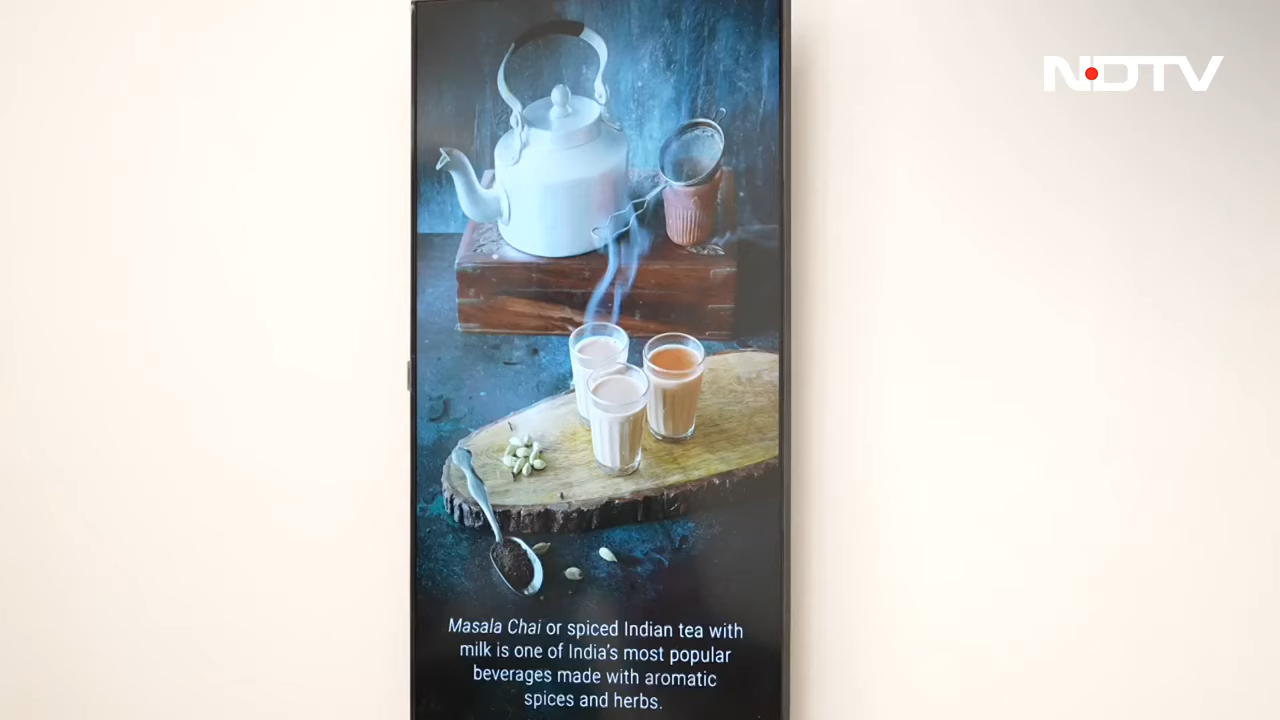 NDTV
Masala Chai or spiced Indian tea with
milk is one of India's most popular
beverages made with aromatic
spices and herbs.